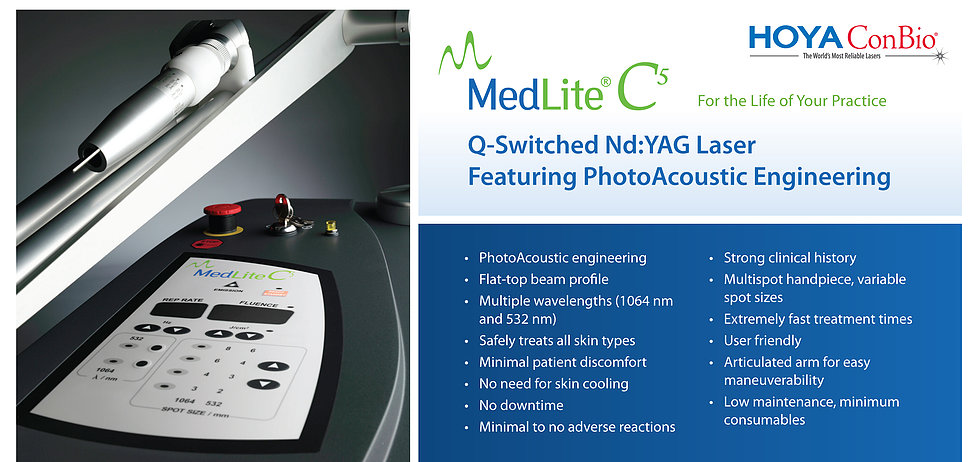 HOYA ConBio®
The World's Most Reliable Lasers
MedLite® C5
For the Life of Your Practice
Q-Switched Nd:YAG Laser
Featuring PhotoAcoustic Engineering
• PhotoAcoustic engineering
• Flat-top beam profile
• Multiple wavelengths (1064 nm
and 532 nm)
• Safely treats all skin types
• Minimal patient discomfort
• No need for skin cooling
• No downtime
• Minimal to no adverse reactions
• Strong clinical history
• Multispot handpiece, variable
spot sizes
• Extremely fast treatment times
• User friendly
• Articulated arm for easy
maneuverability
• Low maintenance, minimum
consumables
MedLite C5
EMISSION
REP RATE
FLUENCE
Hz
J/cm²
532
1064
λ / nm
8 6
6 4
4 3
3 2
1064 532
SPOT SIZE / mm